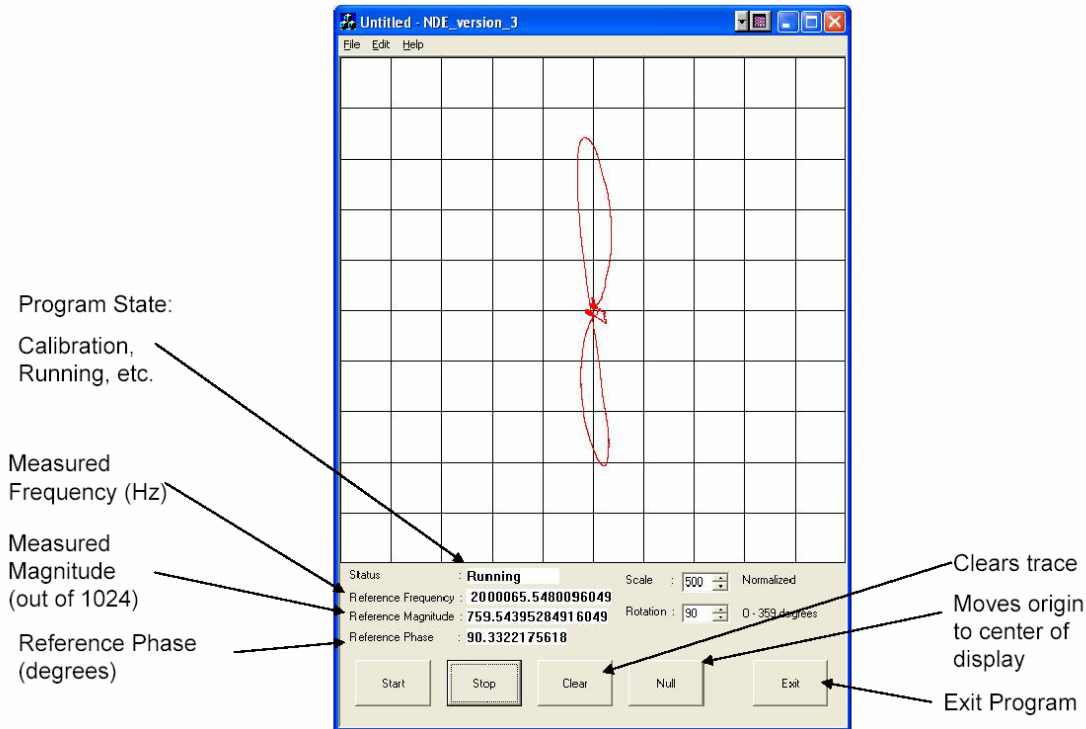 Untitled - NDE_version_3
File Edit Help
Program State:
Calibration,
Running, etc.
Measured
Frequency (Hz)
Measured
Magnitude
(out of 1024)
Reference Phase
(degrees)
Status : Running
Reference Frequency : 2000065.5480096049
Reference Magnitude : 759.54395284916049
Reference Phase : 90.3322175618
Scale : 500 Normalized
Rotation : 90 0 - 359 degrees
Start Stop Clear Null Exit
Clears trace
Moves origin
to center of
display
Exit Program